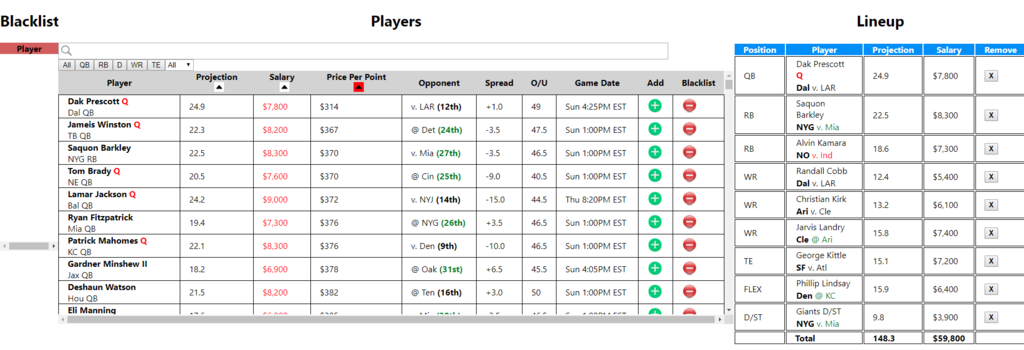 Blacklist
Player
Players
All QB RB D WR TE All
Player Projection Salary Price Per Point Opponent Spread O/U Game Date Add Blacklist
Dak Prescott Q 24.9 $7,800 $314 v. LAR (12th) +1.0 49 Sun 4:25PM EST
Dal QB
Jameis Winston Q 22.3 $8,200 $367 @ Det (24th) -3.5 47.5 Sun 1:00PM EST
TB QB
Saquon Barkley 22.5 $8,300 $370 v. Mia (27th) -3.5 46.5 Sun 1:00PM EST
NYG RB
Tom Brady Q 20.5 $7,600 $370 @ Cin (25th) -9.0 40.5 Sun 1:00PM EST
NE QB
Lamar Jackson Q 24.2 $9,000 $372 v. NYJ (14th) -15.0 44.5 Thu 8:20PM EST
Bal QB
Ryan Fitzpatrick 19.4 $7,300 $376 @ NYG (26th) +3.5 46.5 Sun 1:00PM EST
Mia QB
Patrick Mahomes Q 22.1 $8,300 $376 v. Den (9th) -10.0 46.5 Sun 1:00PM EST
KC QB
Gardner Minshew II 18.2 $6,900 $378 @ Oak (31st) +6.5 45.5 Sun 4:05PM EST
Jax QB
Deshaun Watson 21.5 $8,200 $382 @ Ten (16th) +3.0 50 Sun 1:00PM EST
Hou QB
Eli Manning
Lineup
Position Player Projection Salary Remove
QB Dak Prescott Q Dal v. LAR 24.9 $7,800 X
RB Saquon Barkley NYG v. Mia 22.5 $8,300 X
RB Alvin Kamara NO v. Ind 18.6 $7,300 X
WR Randall Cobb Dal v. LAR 12.4 $5,400 X
WR Christian Kirk Ari v. Cle 13.2 $6,100 X
WR Jarvis Landry Cle @ Ari 15.8 $7,400 X
TE George Kittle SF v. Atl 15.1 $7,200 X
FLEX Phillip Lindsay Den @ KC 15.9 $6,400 X
D/ST Giants D/ST NYG v. Mia 9.8 $3,900 X
Total 148.3 $59,800